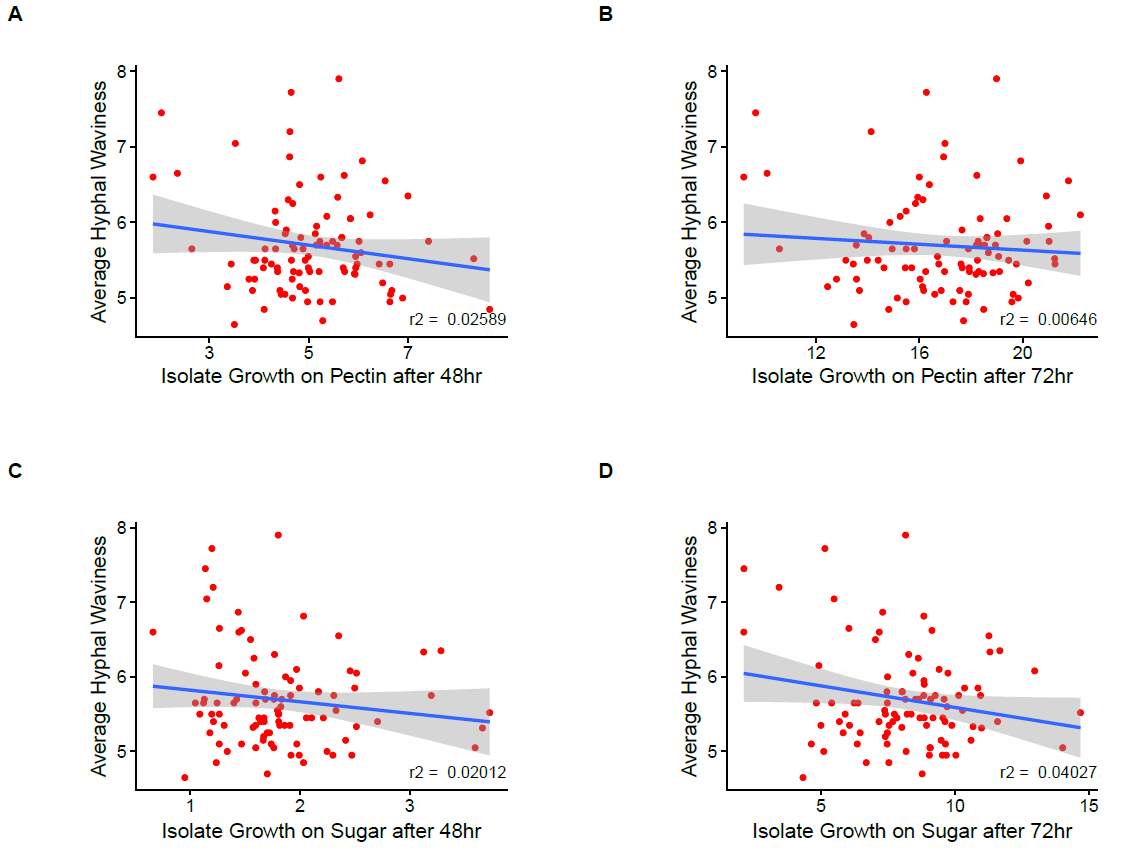 A
B
8
7
6
5
Average Hyphal Waviness
r2 = 0.02589
3 5 7
Isolate Growth on Pectin after 48hr
8
7
6
5
Average Hyphal Waviness
r2 = 0.00646
12 16 20
Isolate Growth on Pectin after 72hr
C
D
8
7
6
5
Average Hyphal Waviness
r2 = 0.02012
1 2 3
Isolate Growth on Sugar after 48hr
8
7
6
5
Average Hyphal Waviness
r2 = 0.04027
5 10 15
Isolate Growth on Sugar after 72hr